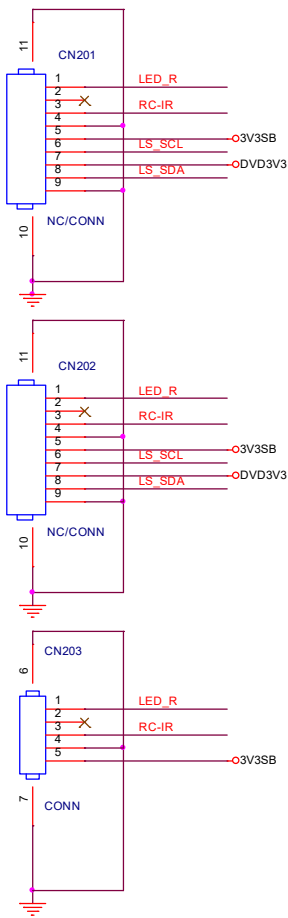 11
CN201
1
LED_R
2
3
RC-IR
4
5
3V3SB
6
LS_SCL
7
DVD3V3
8
LS_SDA
9
10
NC/CONN
11
CN202
1
LED_R
2
3
RC-IR
4
5
3V3SB
6
LS_SCL
7
DVD3V3
8
LS_SDA
9
10
NC/CONN
6
CN203
1
LED_R
2
3
RC-IR
4
5
3V3SB
7
CONN